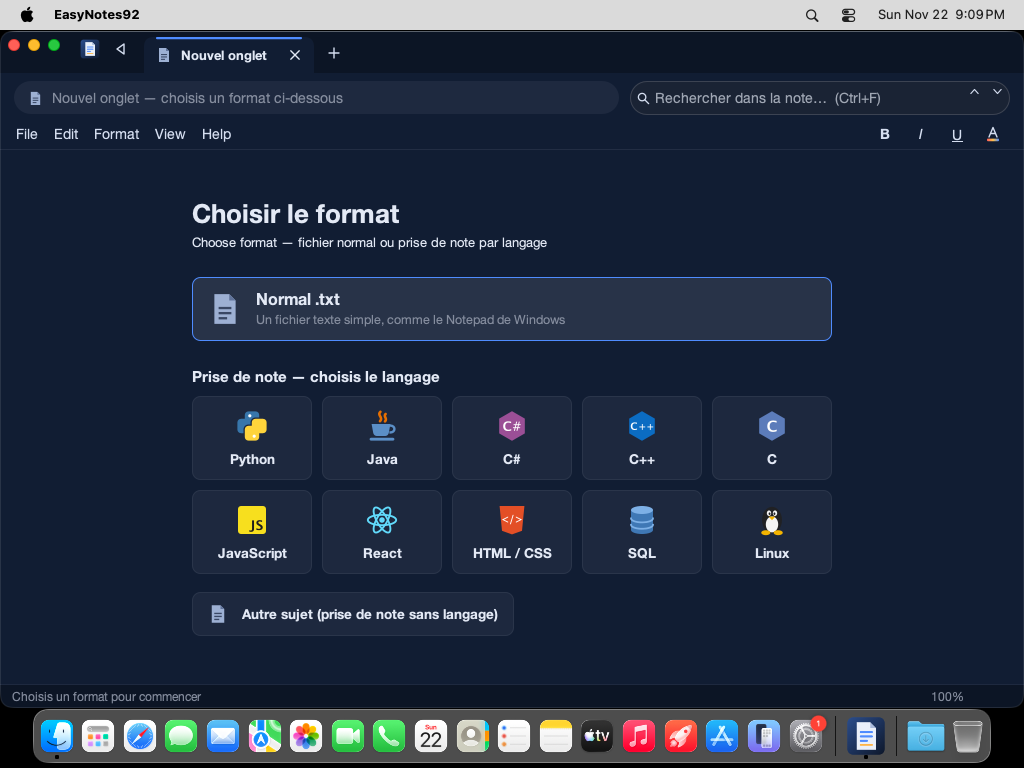 EasyNotes92
Sun Nov 22 9:09 PM
Nouvel onglet
Nouvel onglet — choisis un format ci-dessous
Rechercher dans la note… (Ctrl+F)
File Edit Format View Help
B I U A
Choisir le format
Choose format — fichier normal ou prise de note par langage
Normal .txt
Un fichier texte simple, comme le Notepad de Windows
Prise de note — choisis le langage
C# C++ C
Python Java C# C++ C
JS </>
JavaScript React HTML / CSS SQL Linux
Autre sujet (prise de note sans langage)
Choisis un format pour commencer
100%
Sun
22
tv
1